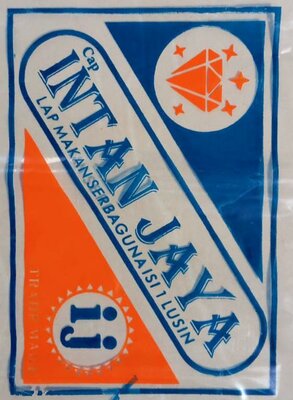 Cap
INTAN JAYA
LAP MAKAN SERBAGUNA ISI 1 LUSIN
TRADE MARK
ij